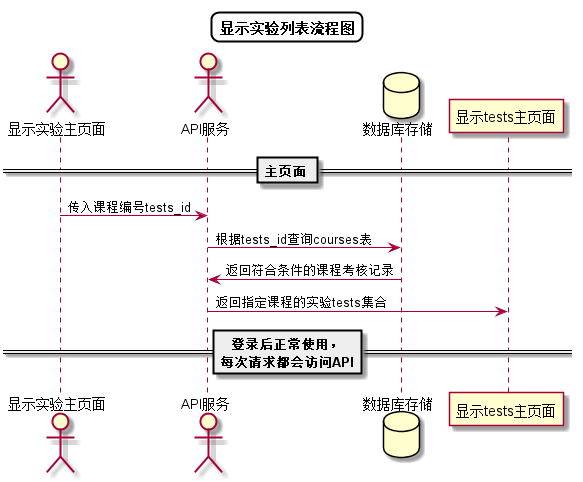 显示实验列表流程图
显示实验主页面
API服务
数据库存储
显示tests主页面
主页面
传入课程编号tests_id
根据tests_id查询courses表
返回符合条件的课程考核记录
返回指定课程的实验tests集合
登录后正常使用，
每次请求都会访问API
显示实验主页面
API服务
数据库存储
显示tests主页面